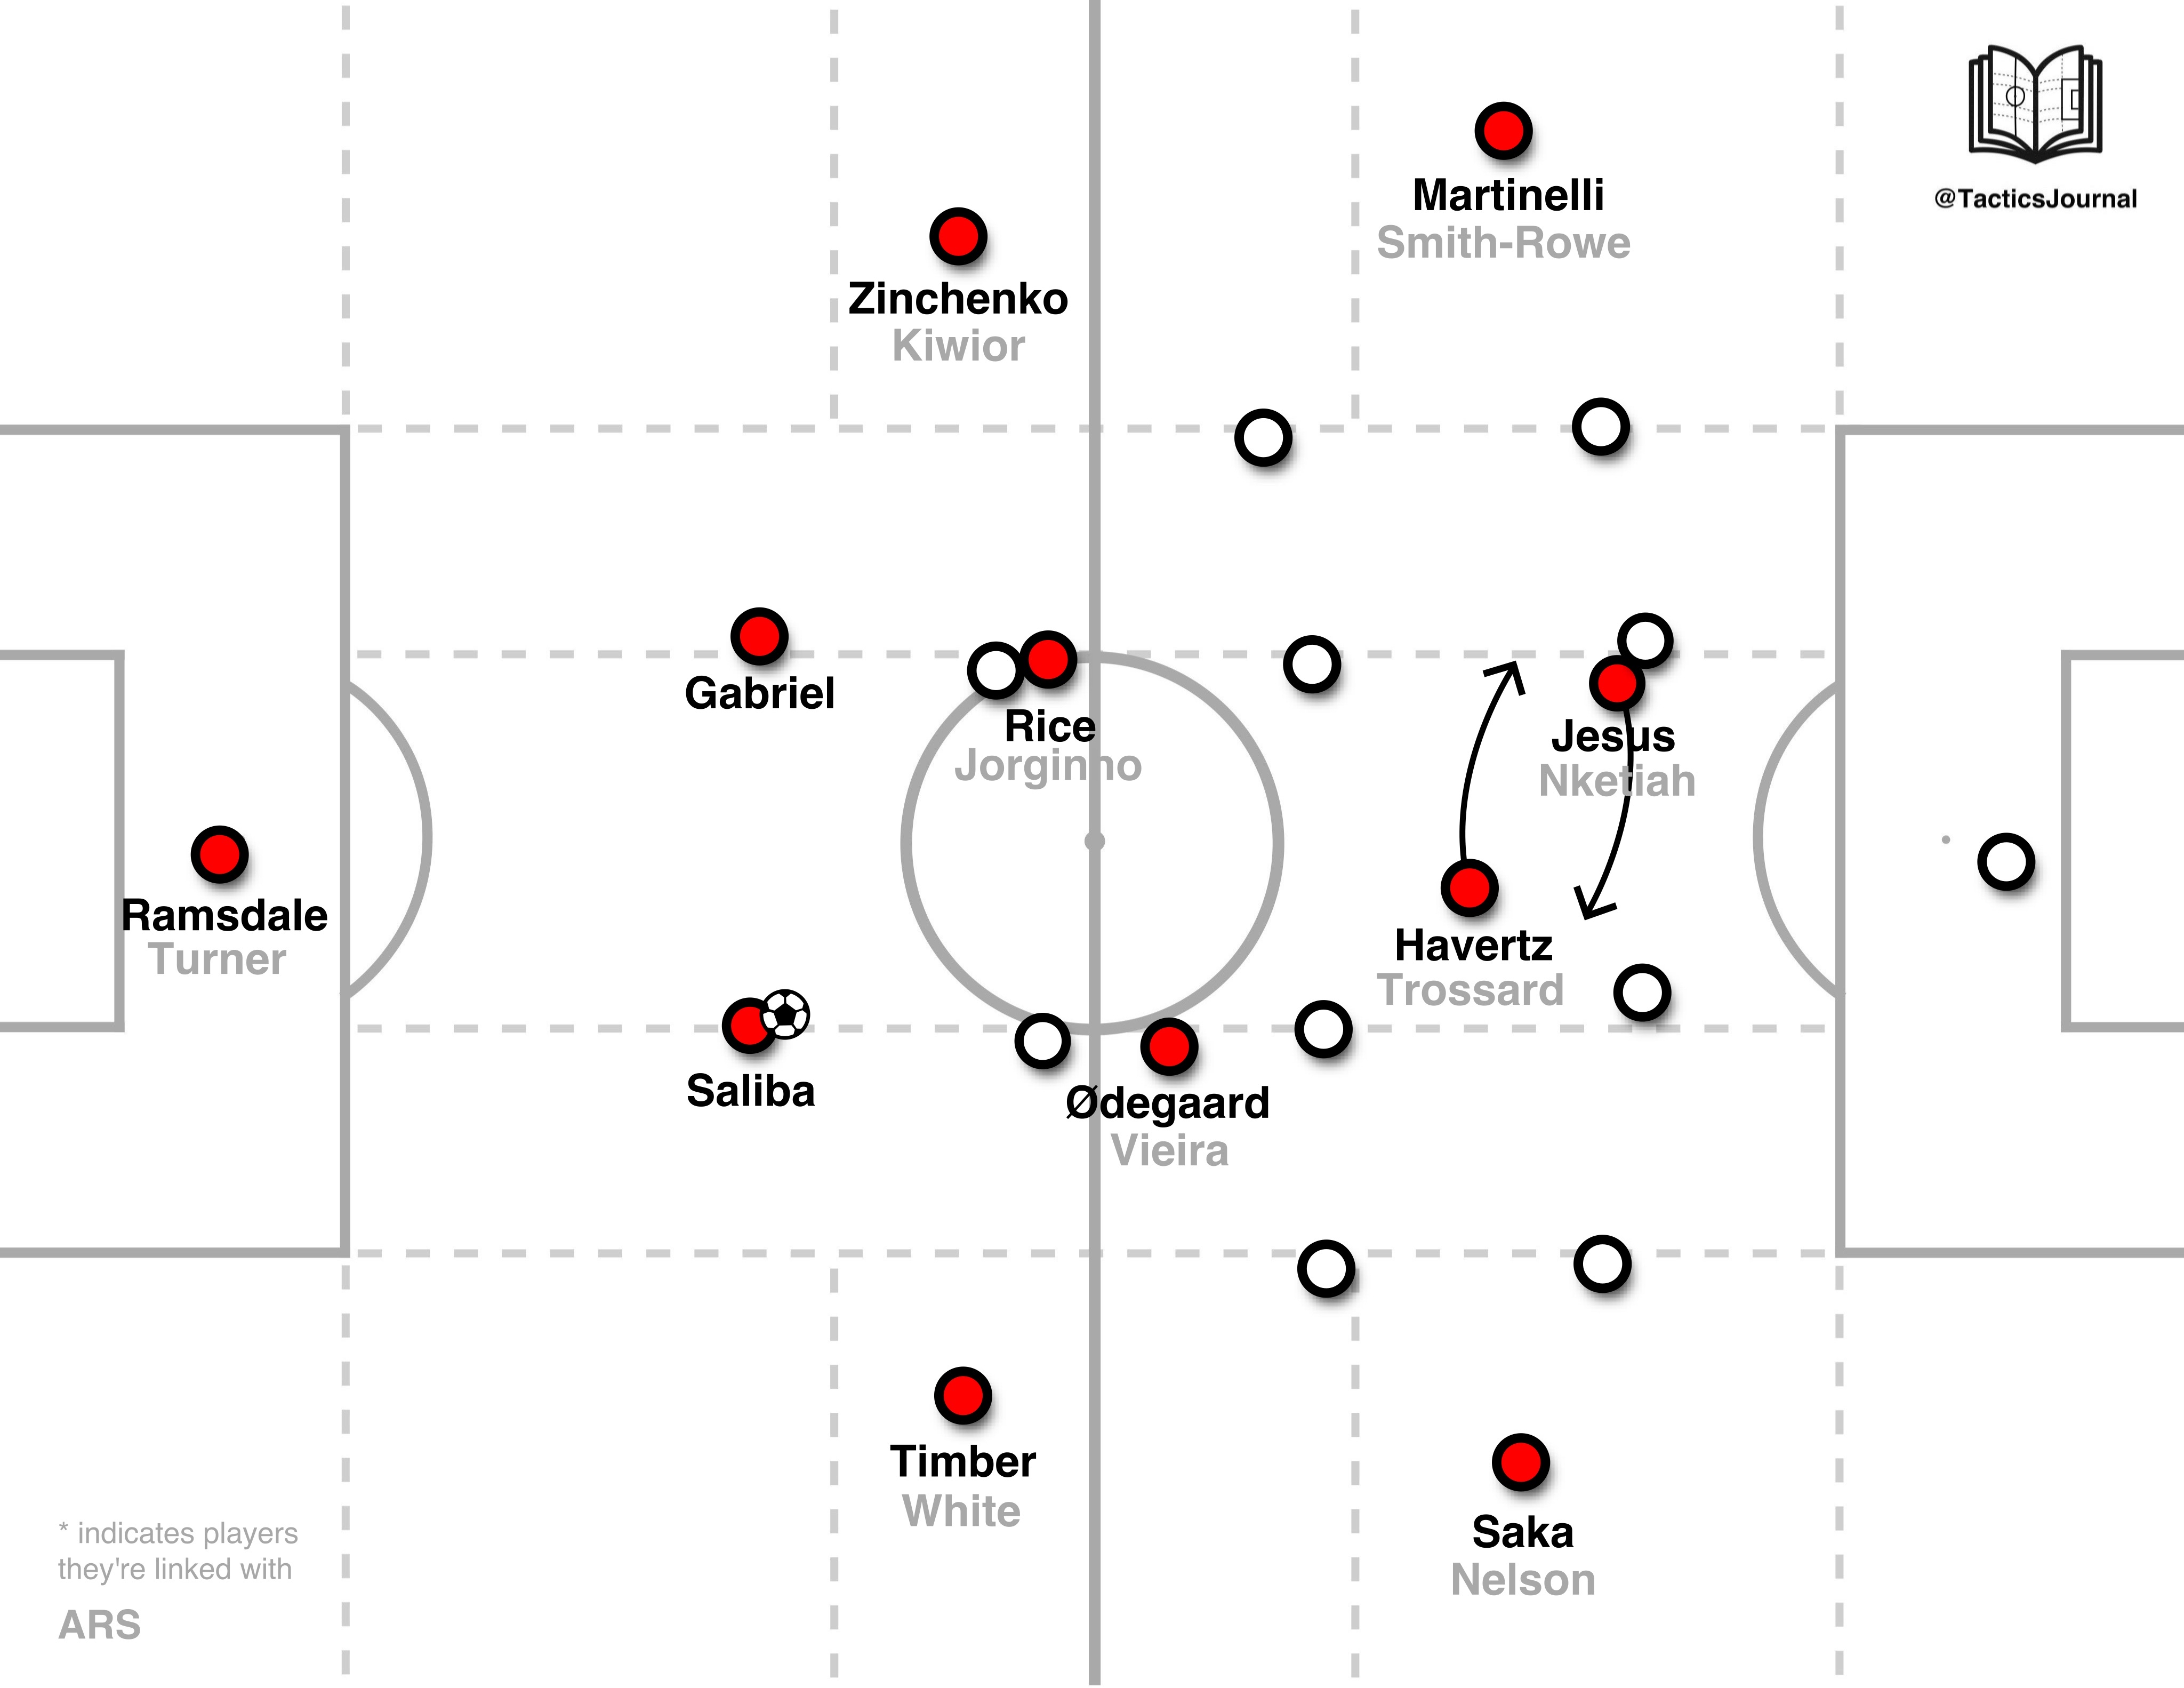 @TacticsJournal
Martinelli
Smith-Rowe
Zinchenko
Kiwior
Gabriel
Rice
Jorginho
Jesus
Nketiah
Ramsdale
Turner
Havertz
Trossard
Saliba
Ødegaard
Vieira
Timber
White
Saka
Nelson
* indicates players
they're linked with
ARS